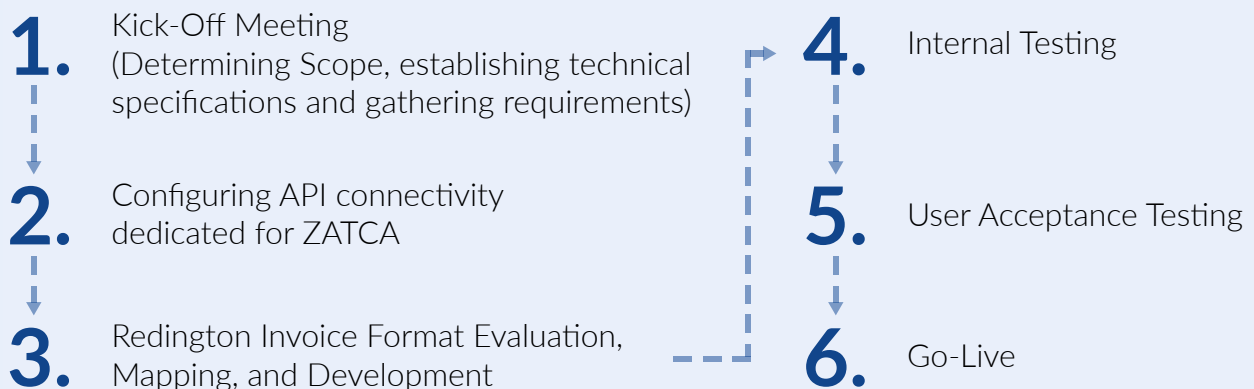 1. Kick-Off Meeting
(Determining Scope, establishing technical
specifications and gathering requirements)
2. Configuring API connectivity
dedicated for ZATCA
3. Redington Invoice Format Evaluation,
Mapping, and Development
4. Internal Testing
5. User Acceptance Testing
6. Go-Live